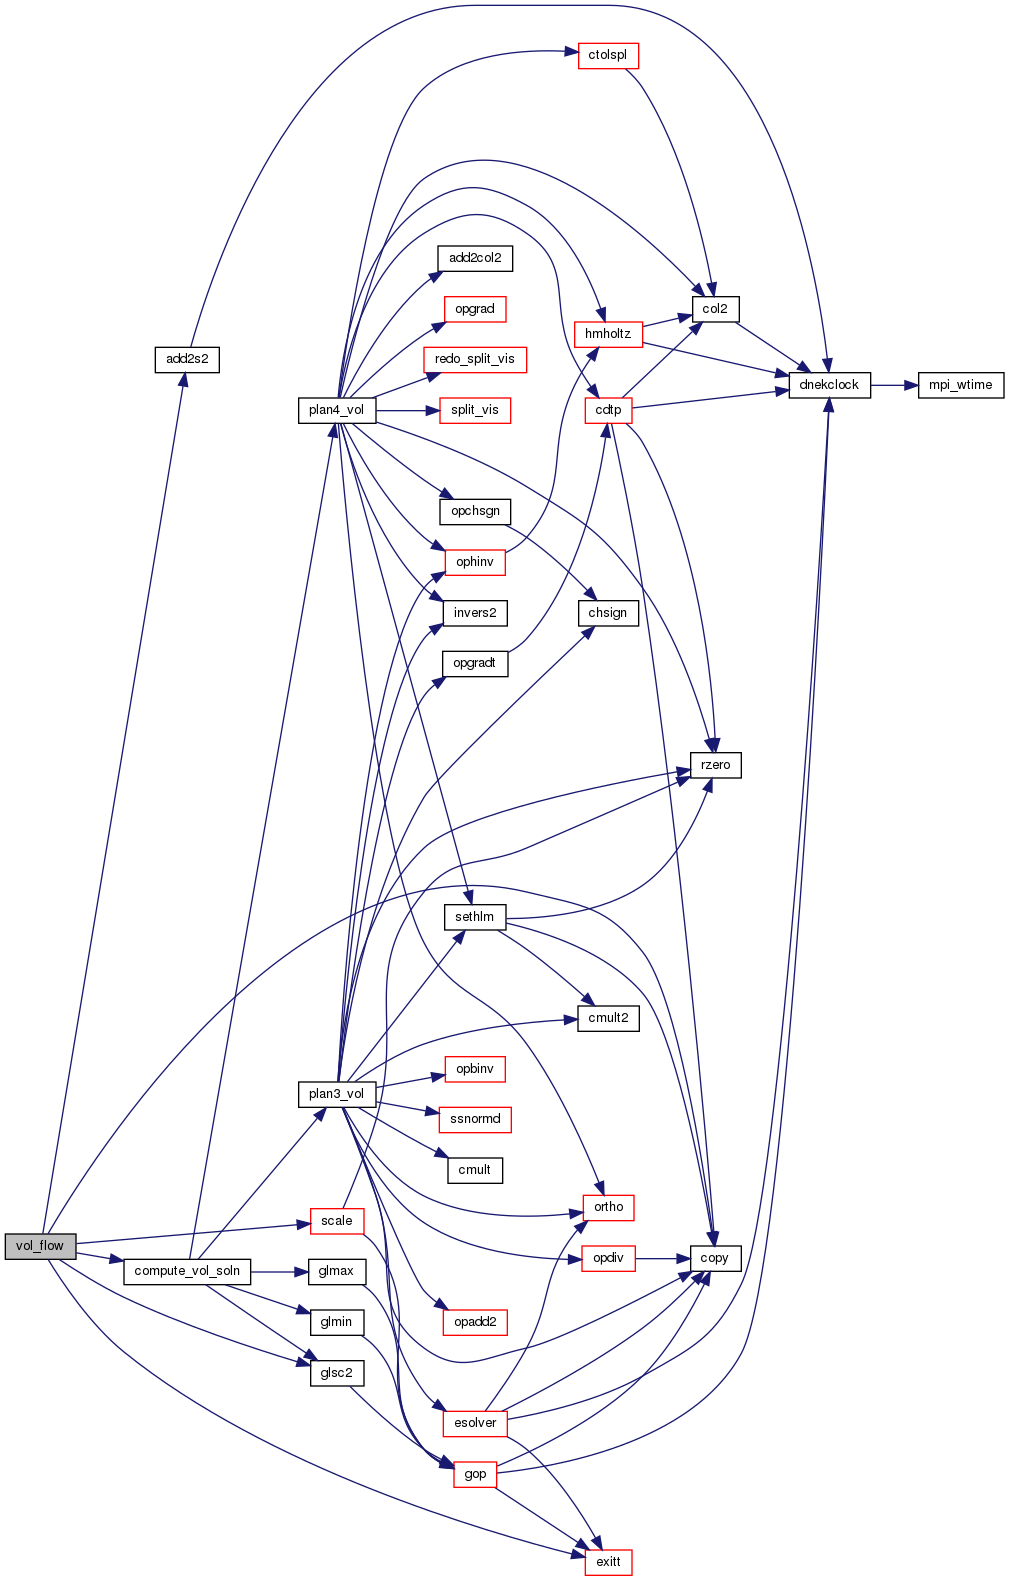 ctolspl
add2col2
opgrad
col2
hmholtz
add2s2
redo_split_vis
dnekclock
mpi_wtime
plan4_vol
split_vis
cdtp
opchsgn
ophinv
invers2
chsign
opgradt
rzero
sethlm
cmult2
opbinv
plan3_vol
ssnormd
cmult
ortho
scale
vol_flow
compute_vol_soln
glmax
opdiv
copy
glmin
opadd2
glsc2
esolver
gop
exitt